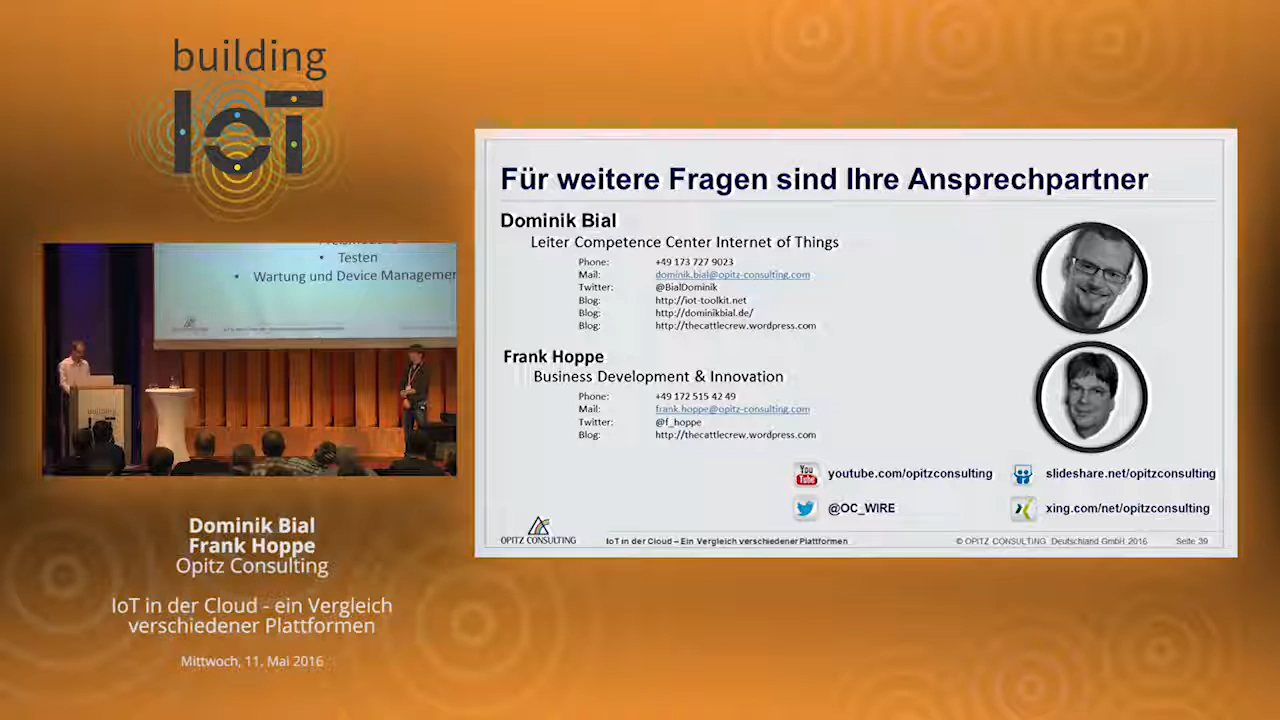 building
IoT
Testen
Wartung und Device
building
Dominik Bial
Frank Hoppe
Opitz Consulting
IoT in der Cloud - ein Vergleich
verschiedener Plattformen
Mittwoch, 11. Mai 2016
Für weitere Fragen sind Ihre Ansprechpartner
Dominik Bial
Leiter Competence Center Internet of Things
Phone: +49 173 727 9023
Mail: dominik.bial@opitz-consulting.com
Twitter: @BialDominik
Blog: http://iot-toolkit.net
Blog: http://dominikbial.de/
Blog: http://thecattlecrew.wordpress.com
Frank Hoppe
Business Development & Innovation
Phone: +49 172 515 42 49
Mail: frank.hoppe@opitz-consulting.com
Twitter: @f_hoppe
Blog: http://thecattlecrew.wordpress.com
You Tube youtube.com/opitzconsulting slideshare.net/opitzconsulting
@OC_WIRE xing.com/net/opitzconsulting
OPITZ CONSULTING IoT in der Cloud – Ein Vergleich verschiedener Plattformen © OPITZ CONSULTING Deutschland GmbH 2016 Seite 39